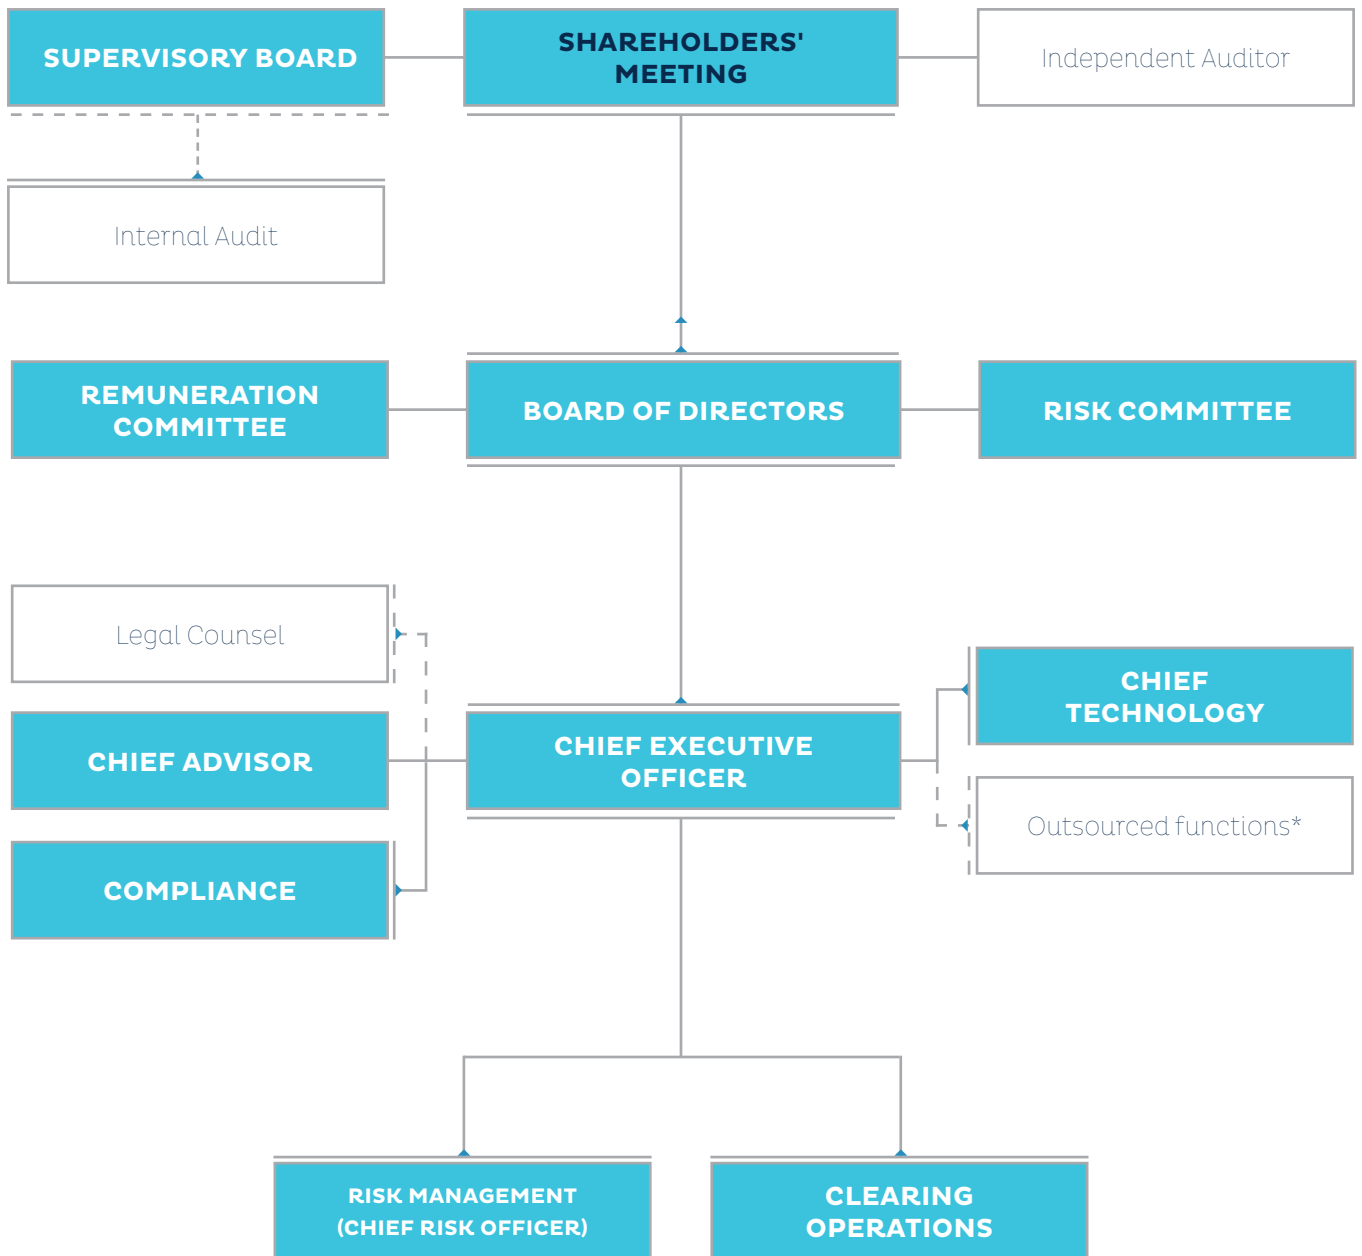 SUPERVISORY BOARD
SHAREHOLDERS'
MEETING
Independent Auditor
Internal Audit
REMUNERATION
COMMITTEE
BOARD OF DIRECTORS
RISK COMMITTEE
Legal Counsel
CHIEF ADVISOR
COMPLIANCE
CHIEF EXECUTIVE
OFFICER
CHIEF
TECHNOLOGY
Outsourced functions*
RISK MANAGEMENT
(CHIEF RISK OFFICER)
CLEARING
OPERATIONS